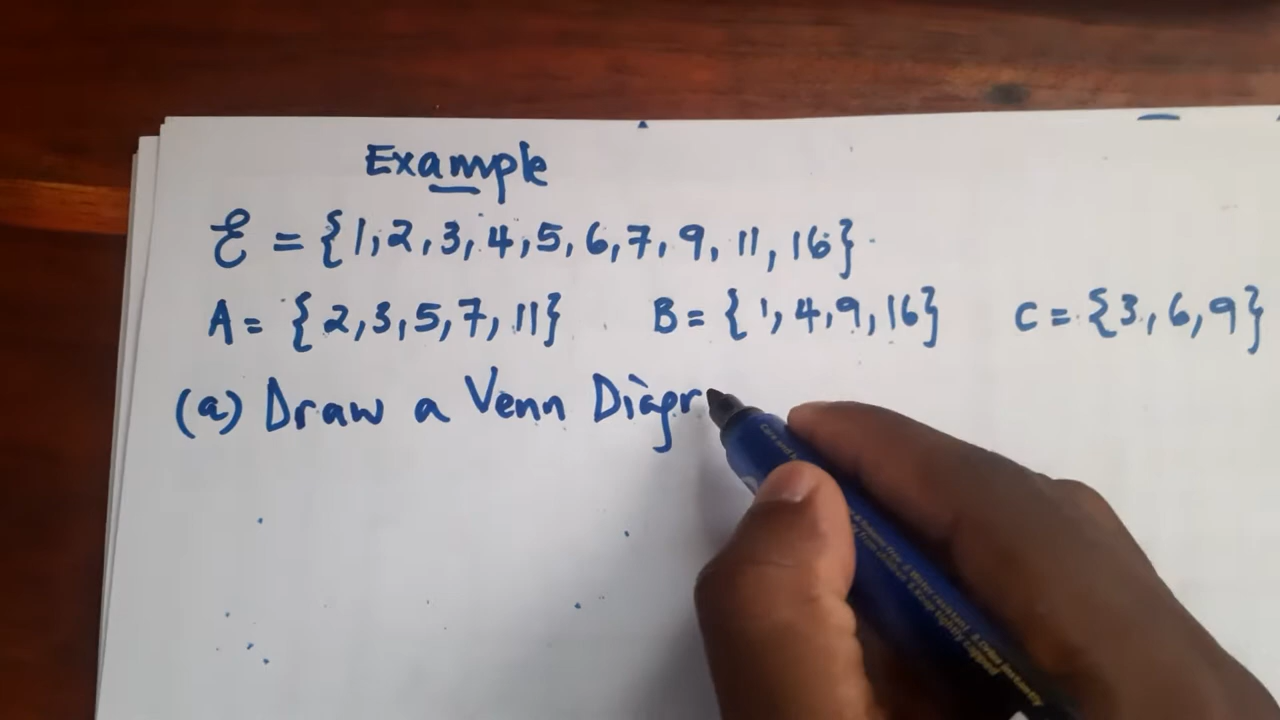 Example
ℰ = {1, 2, 3, 4, 5, 6, 7, 9, 11, 16}
A = {2, 3, 5, 7, 11} B = {1, 4, 9, 16} C = {3, 6, 9}
(a) Draw a Venn Diagr